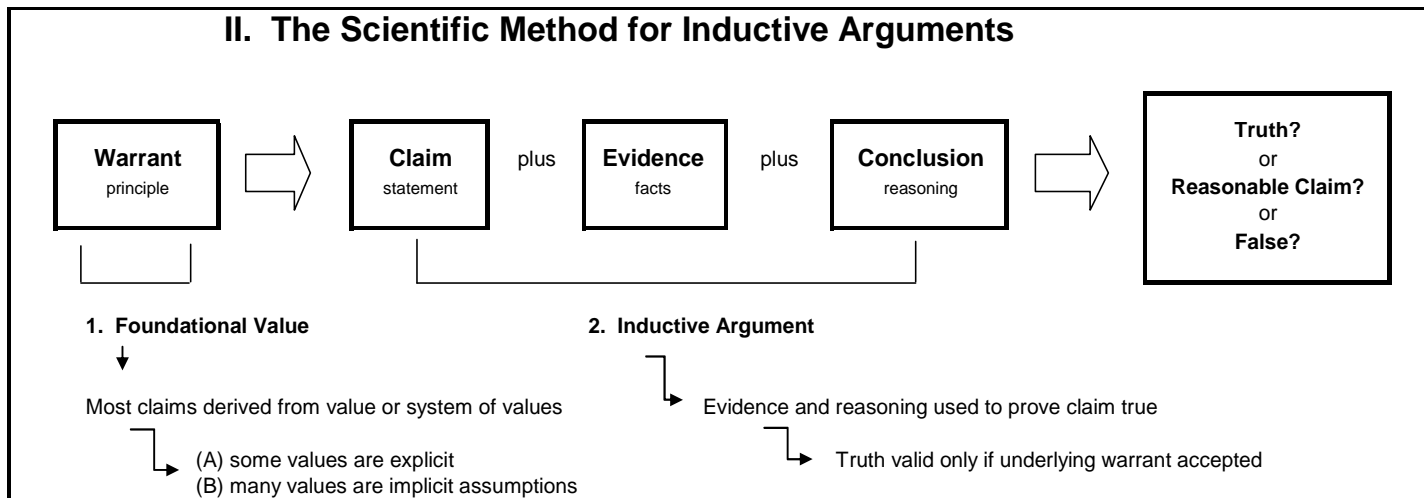 II. The Scientific Method for Inductive Arguments
Warrant
principle
Claim
statement
plus
Evidence
facts
plus
Conclusion
reasoning
Truth?
or
Reasonable Claim?
or
False?
1. Foundational Value
Most claims derived from value or system of values
(A) some values are explicit
(B) many values are implicit assumptions
2. Inductive Argument
Evidence and reasoning used to prove claim true
Truth valid only if underlying warrant accepted